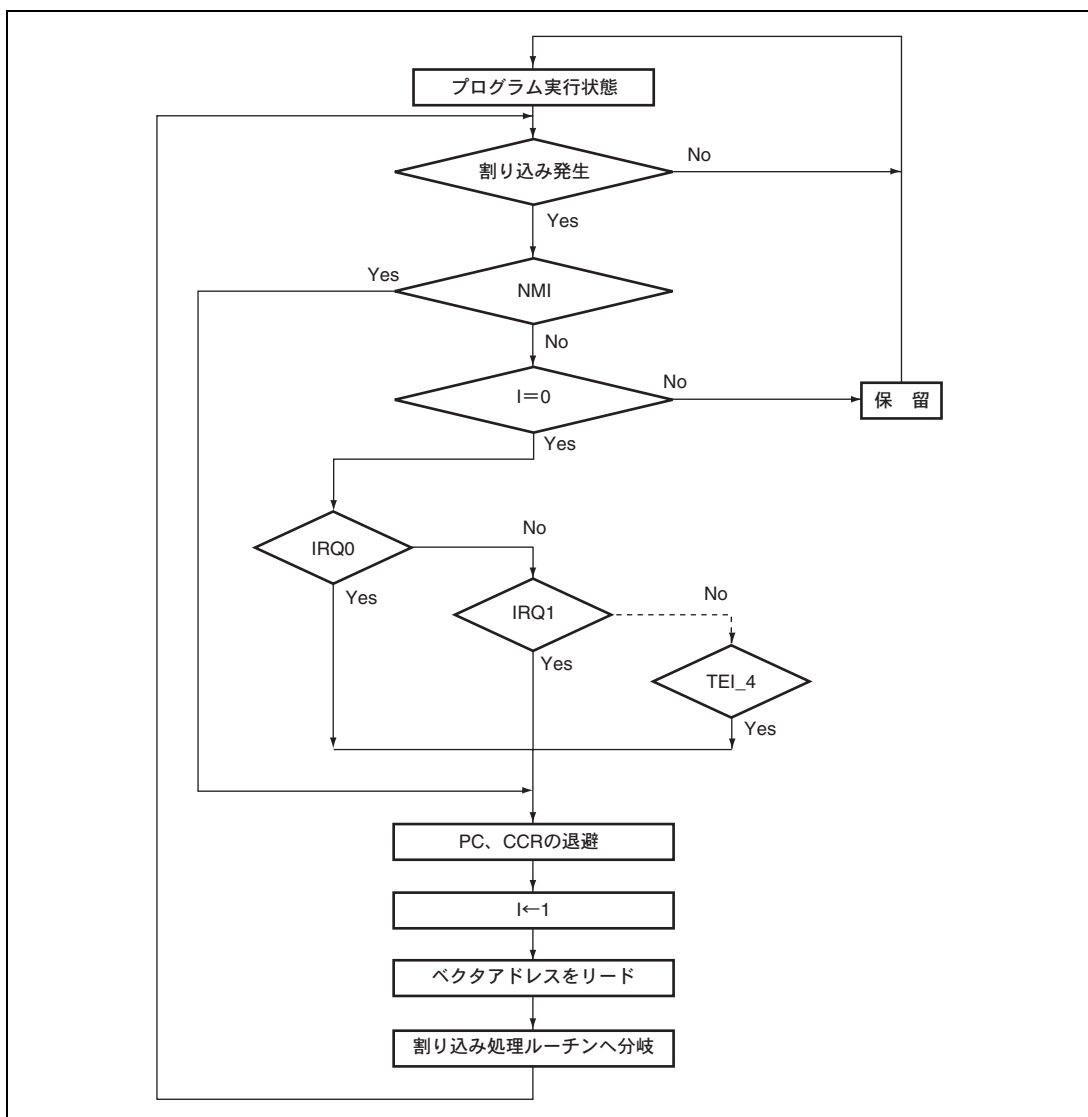 プログラム実行状態
割り込み発生
No
Yes
Yes
NMI
No
I＝0
No
保　留
Yes
IRQ0
No
Yes
IRQ1
No
Yes
TEI_4
Yes
PC、CCRの退避
I←1
ベクタアドレスをリード
割り込み処理ルーチンへ分岐